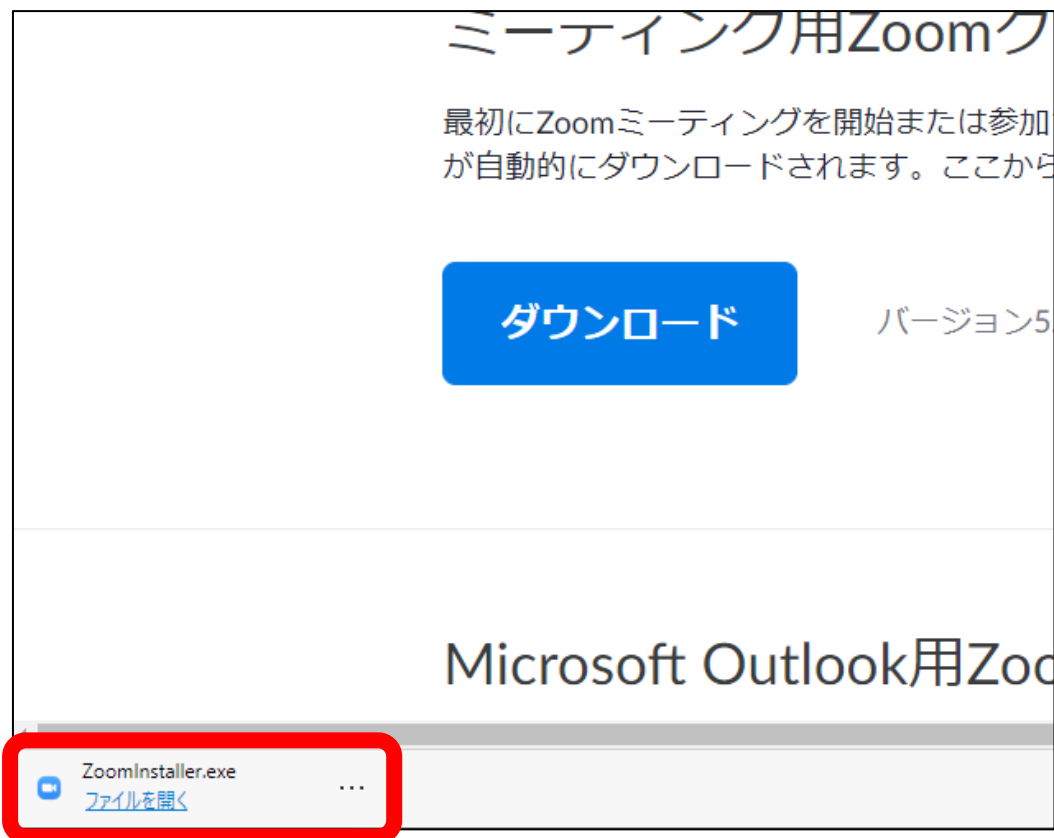 ミーティング用Zoomク
最初にZoomミーティングを開始または参加
が自動的にダウンロードされます。ここから
ダウンロード
バージョン5.
Microsoft Outlook用Zoo
ZoomInstaller.exe
ファイルを開く